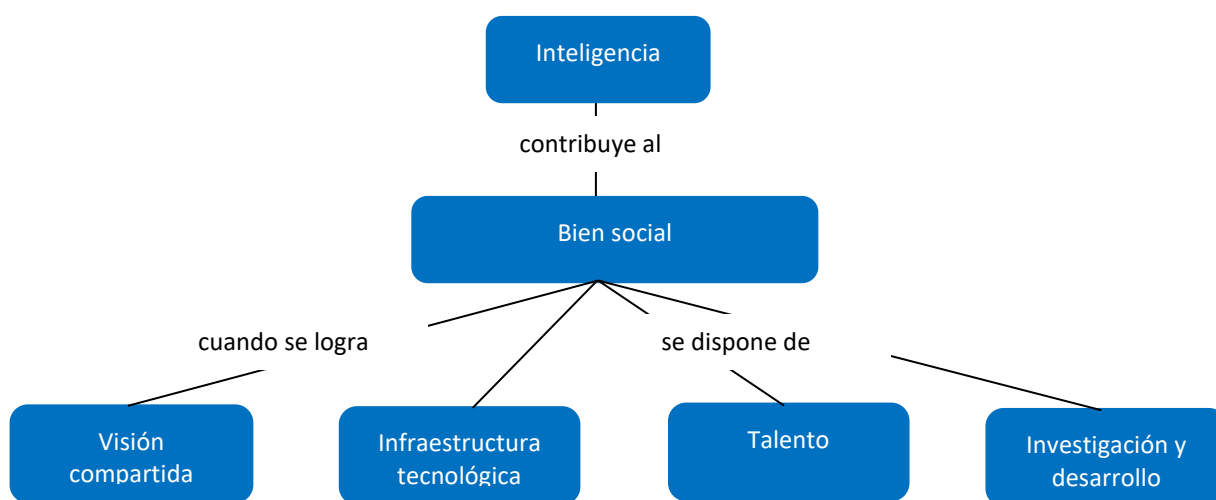 Inteligencia
contribuye al
Bien social
cuando se logra
se dispone de
Visión
compartida
Infraestructura
tecnológica
Talento
Investigación y
desarrollo